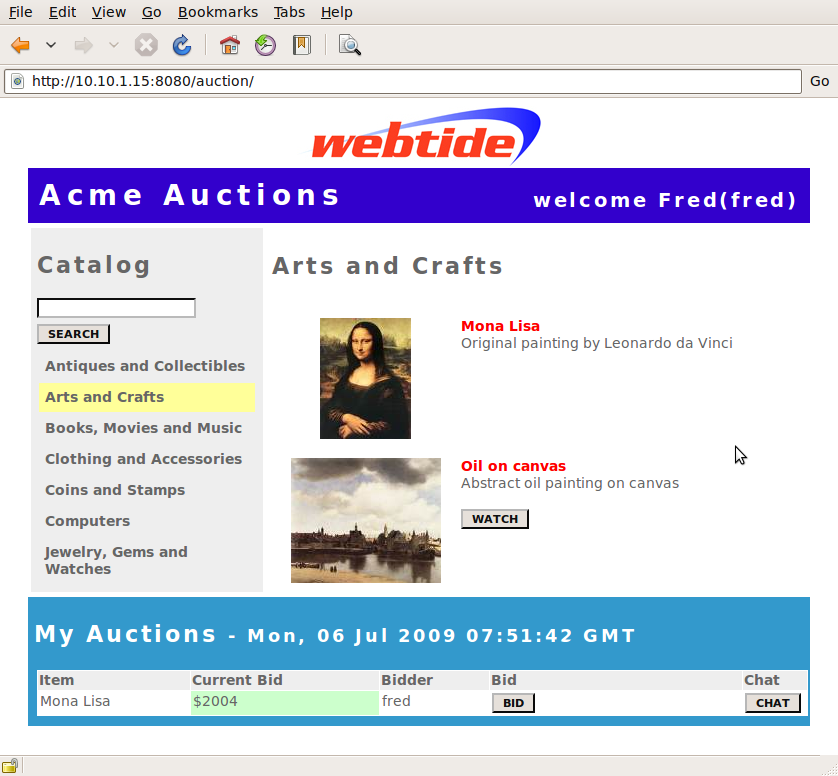 File Edit View Go Bookmarks Tabs Help
http://10.10.1.15:8080/auction/ Go
webtide
Acme Auctions welcome Fred(fred)
Catalog
SEARCH
Antiques and Collectibles
Arts and Crafts
Books, Movies and Music
Clothing and Accessories
Coins and Stamps
Computers
Jewelry, Gems and
Watches
Arts and Crafts
Mona Lisa
Original painting by Leonardo da Vinci
Oil on canvas
Abstract oil painting on canvas
WATCH
My Auctions - Mon, 06 Jul 2009 07:51:42 GMT
Item Current Bid Bidder Bid Chat
Mona Lisa $2004 fred BID CHAT